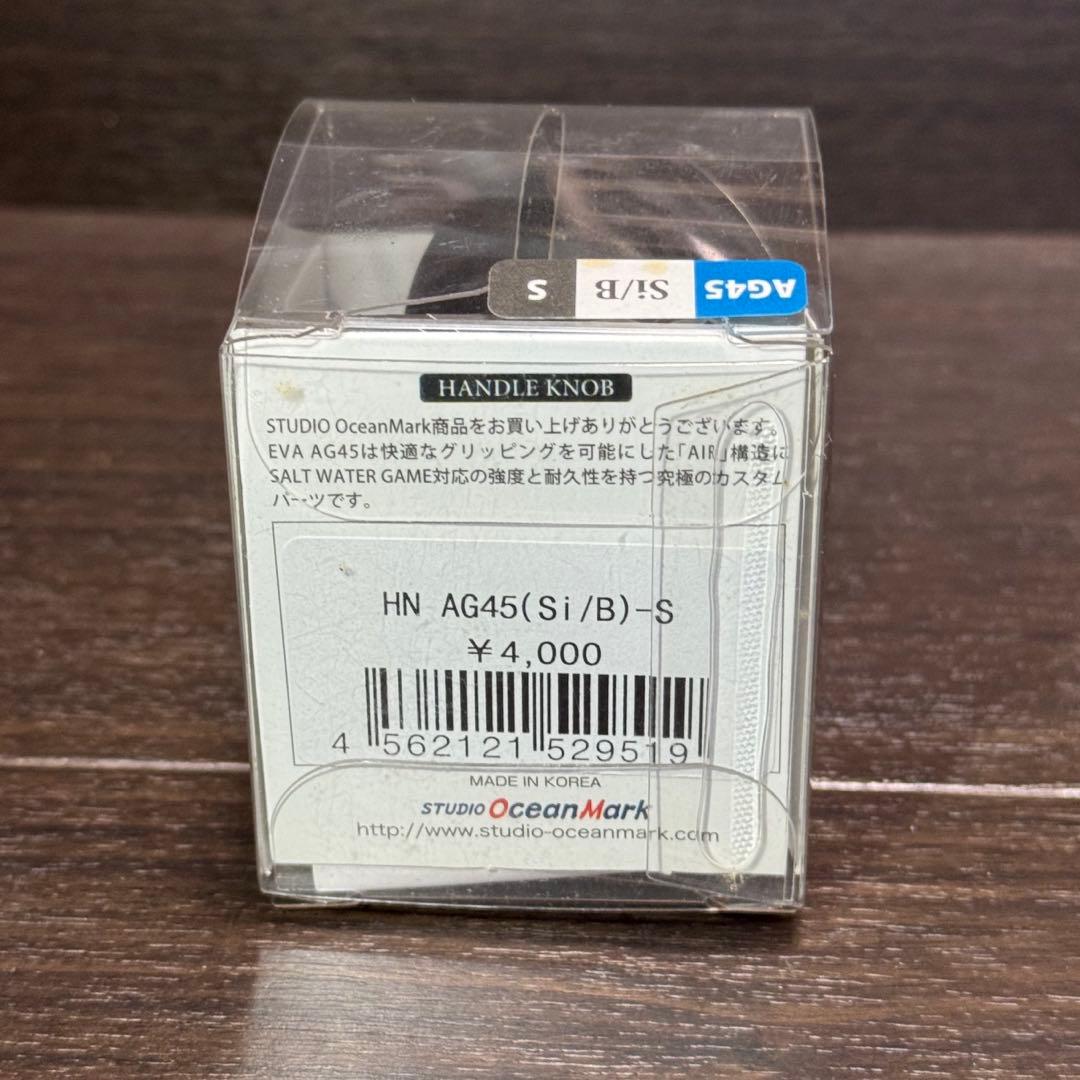 AG45 Si/B S
HANDLE KNOB
STUDIO OceanMark商品をお買い上げありがとうございます。
EVA AG45は快適なグリッピングを可能にした「AIR」構造に
SALT WATER GAME対応の強度と耐久性を持つ究極のカスタム
パーツです。
HN AG45(Si/B)-S
￥4,000
4 562121 529519
MADE IN KOREA
STUDIO OceanMark
http://www.studio-oceanmark.com